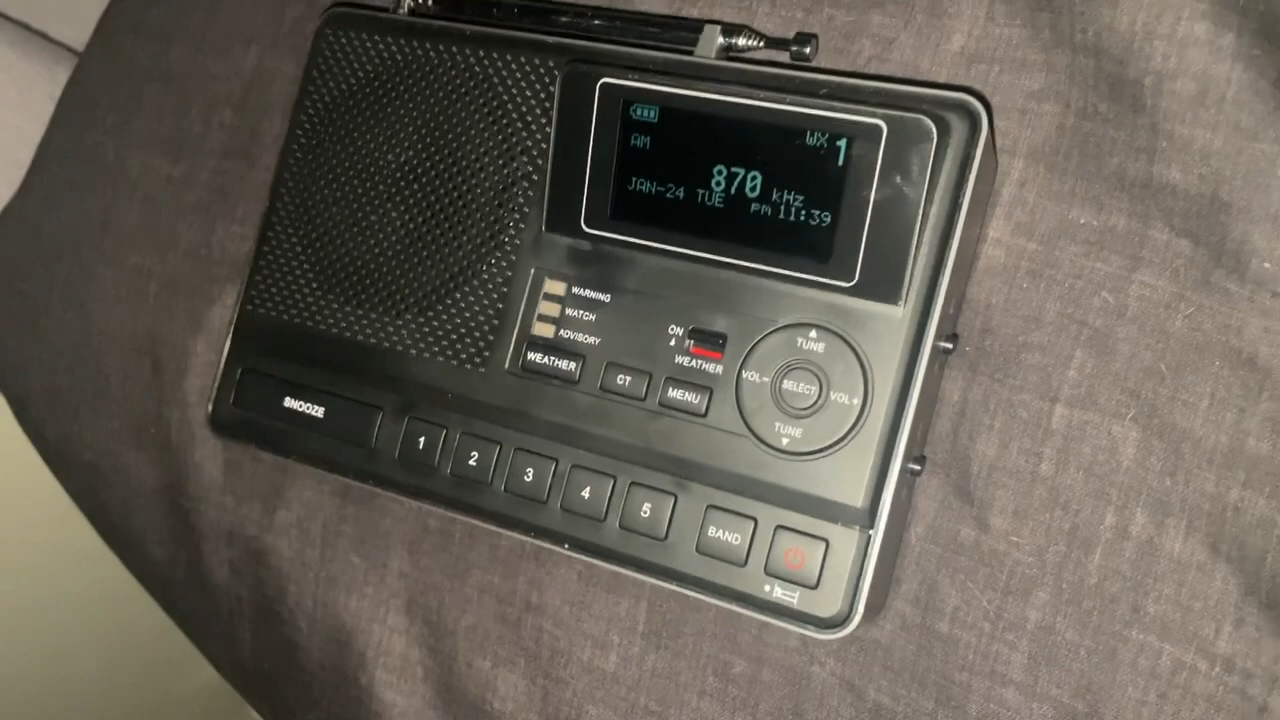 AM
WX 1
870 kHz
JAN-24 TUE PM 11:39
WARNING
WATCH
ADVISORY
WEATHER
CT
ON
WEATHER
MENU
TUNE
VOL-
SELECT
VOL+
TUNE
SNOOZE
1
2
3
4
5
BAND